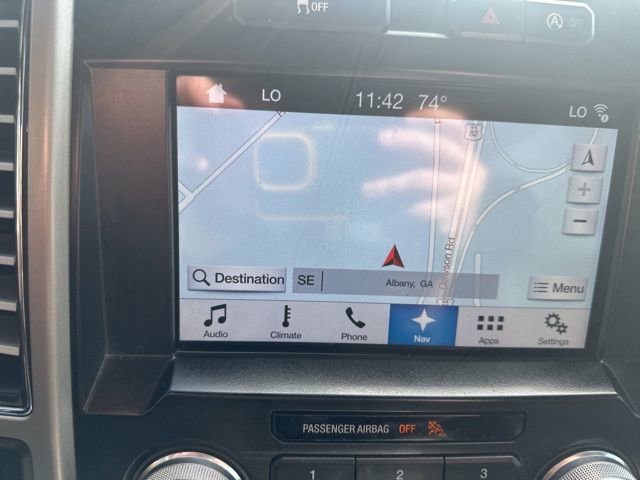 OFF
OFF
LO 11:42 74° LO
82
Dawson Rd
Destination SE Albany, GA Menu
Audio Climate Phone Nav Apps Settings
PASSENGER AIRBAG OFF
1 2 3